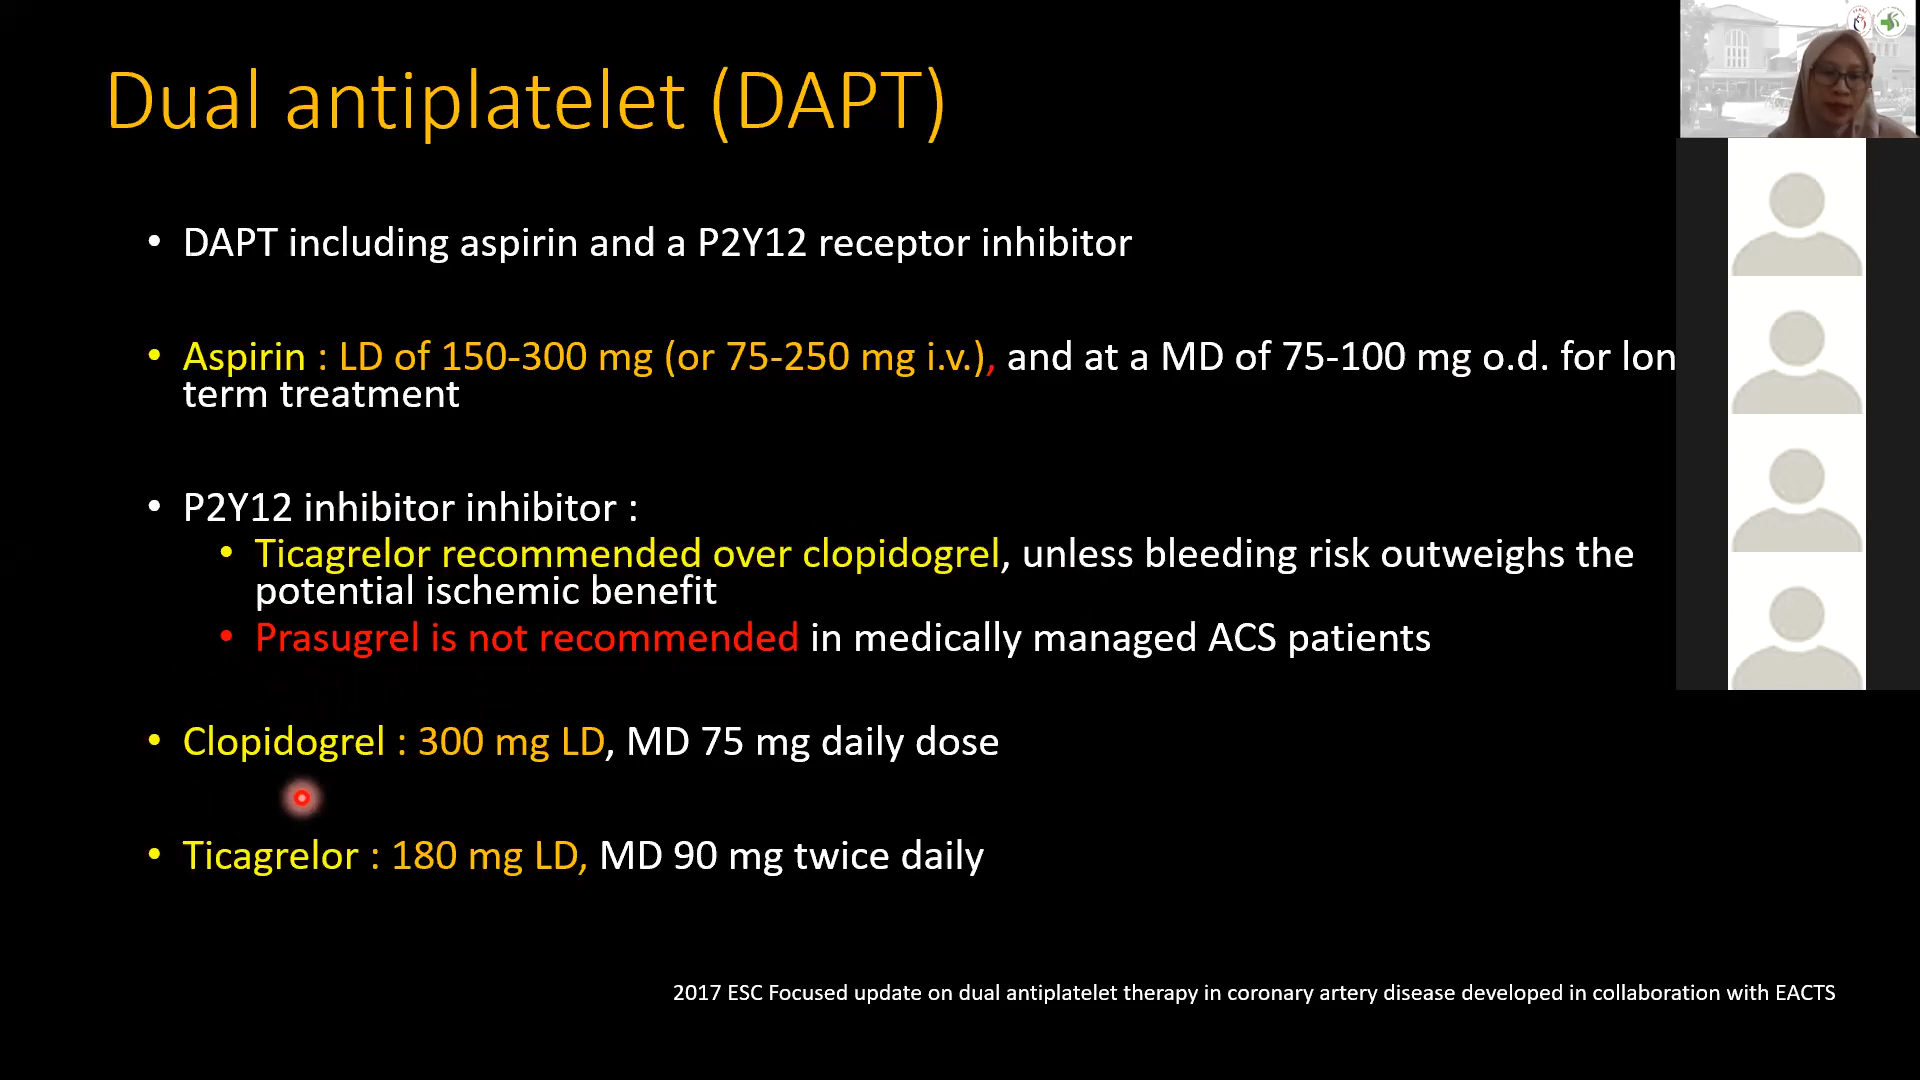 Dual antiplatelet (DAPT)
• DAPT including aspirin and a P2Y12 receptor inhibitor
• Aspirin : LD of 150-300 mg (or 75-250 mg i.v.), and at a MD of 75-100 mg o.d. for lon
term treatment
• P2Y12 inhibitor inhibitor :
• Ticagrelor recommended over clopidogrel, unless bleeding risk outweighs the
potential ischemic benefit
• Prasugrel is not recommended in medically managed ACS patients
• Clopidogrel : 300 mg LD, MD 75 mg daily dose
• Ticagrelor : 180 mg LD, MD 90 mg twice daily
2017 ESC Focused update on dual antiplatelet therapy in coronary artery disease developed in collaboration with EACTS